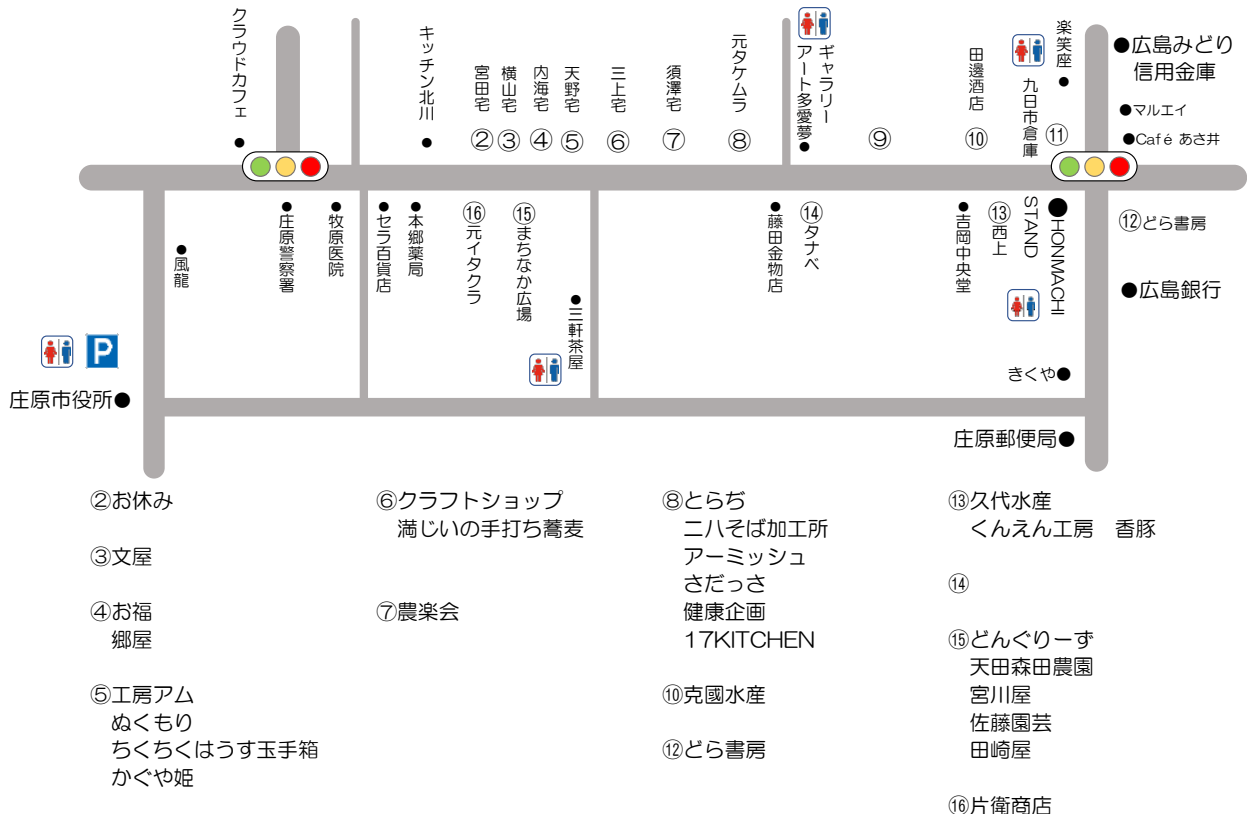 クラウドカフェ
キッチン北川
宮田宅
②
横山宅
③
内海宅
④
天野宅
⑤
三上宅
⑥
須澤宅
⑦
元タケムラ
⑧
ギャラリー
アート多愛夢
⑨
田邊酒店
⑩
九日市倉庫
楽笑座
⑪
広島みどり
信用金庫
マルエイ
Café あさ井
風龍
庄原警察署
牧原医院
セラ百貨店
本郷薬局
⑯元イタクラ
⑮まちなか広場
三軒茶屋
藤田金物店
⑭タナベ
吉岡中央堂
⑬西上
HONMACHI
STAND
⑫どら書房
広島銀行
P
きくや
庄原市役所
庄原郵便局
②お休み
③文屋
④お福
郷屋
⑤工房アム
ぬくもり
ちくちくはうす玉手箱
かぐや姫
⑥クラフトショップ
満じいの手打ち蕎麦
⑦農楽会
⑧とらぢ
二八そば加工所
アーミッシュ
さだっさ
健康企画
17KITCHEN
⑩克國水産
⑫どら書房
⑬久代水産
くんえん工房　香豚
⑭
⑮どんぐりーず
天田森田農園
宮川屋
佐藤園芸
田崎屋
⑯片衛商店